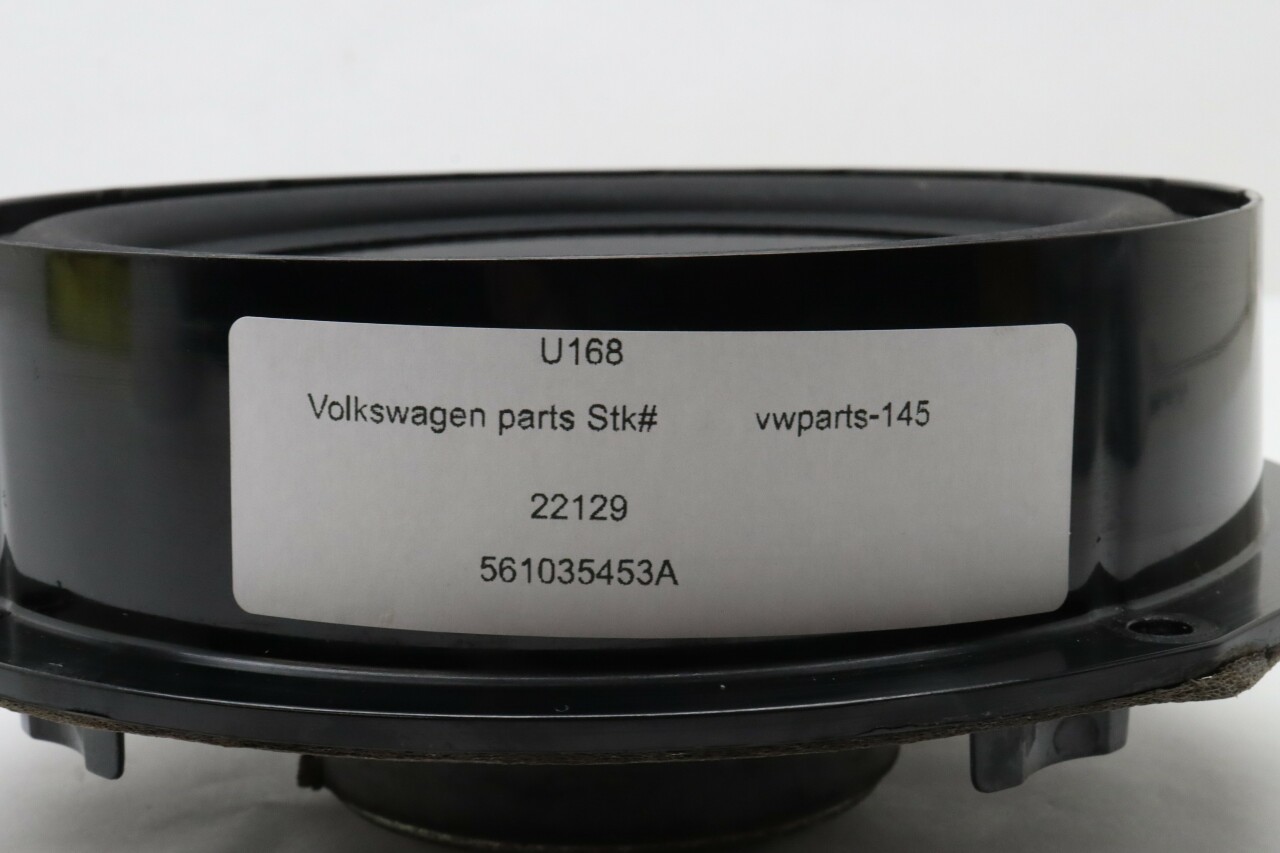 U168
Volkswagen parts Stk# vwparts-145
22129
561035453A